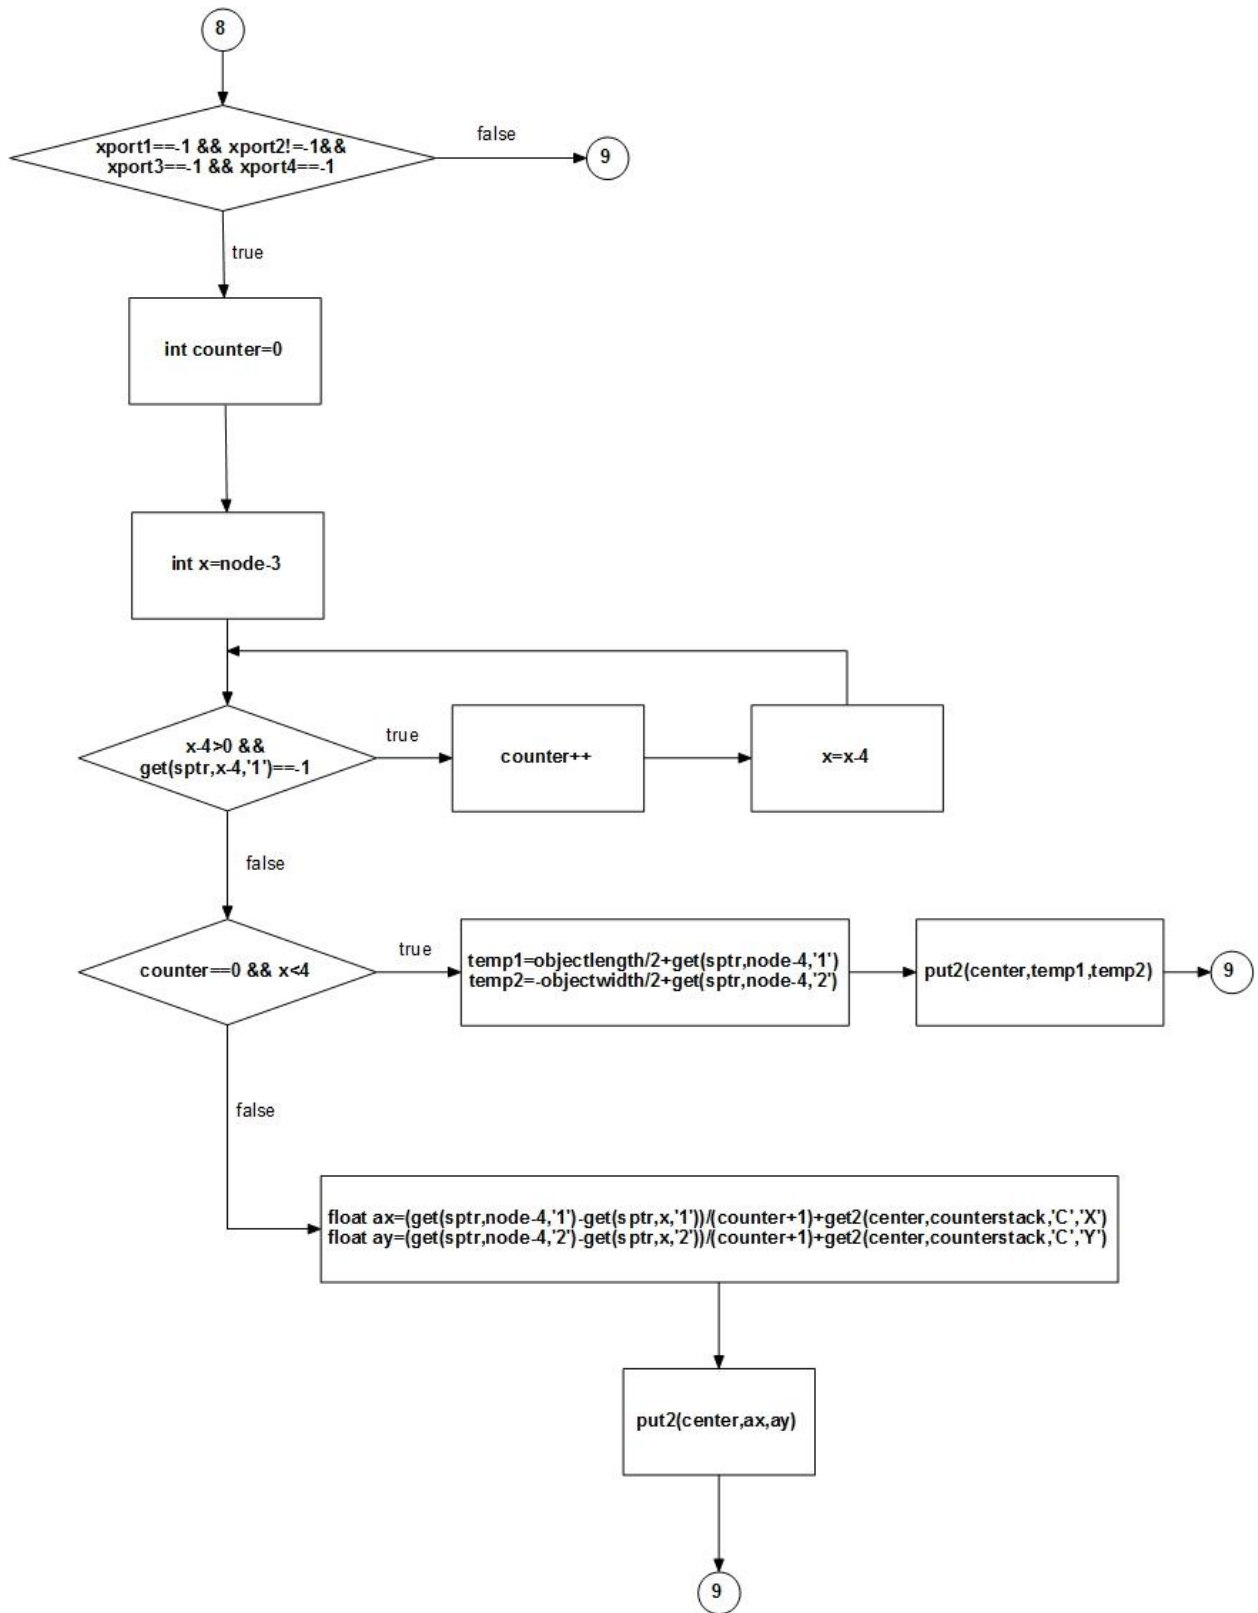 8
xport1==-1 && xport2!=-1&&
xport3==-1 && xport4==-1
false
9
true
int counter=0
int x=node-3
x-4>0 &&
get(sptr,x-4,'1')==-1
true
counter++
x=x-4
false
counter==0 && x<4
true
temp1=objectlength/2+get(sptr,node-4,'1')
temp2=-objectwidth/2+get(sptr,node-4,'2')
put2(center,temp1,temp2)
9
false
float ax=(get(sptr,node-4,'1')-get(sptr,x,'1'))/(counter+1)+get2(center,counterstack,'C','X')
float ay=(get(sptr,node-4,'2')-get(sptr,x,'2'))/(counter+1)+get2(center,counterstack,'C','Y')
put2(center,ax,ay)
9